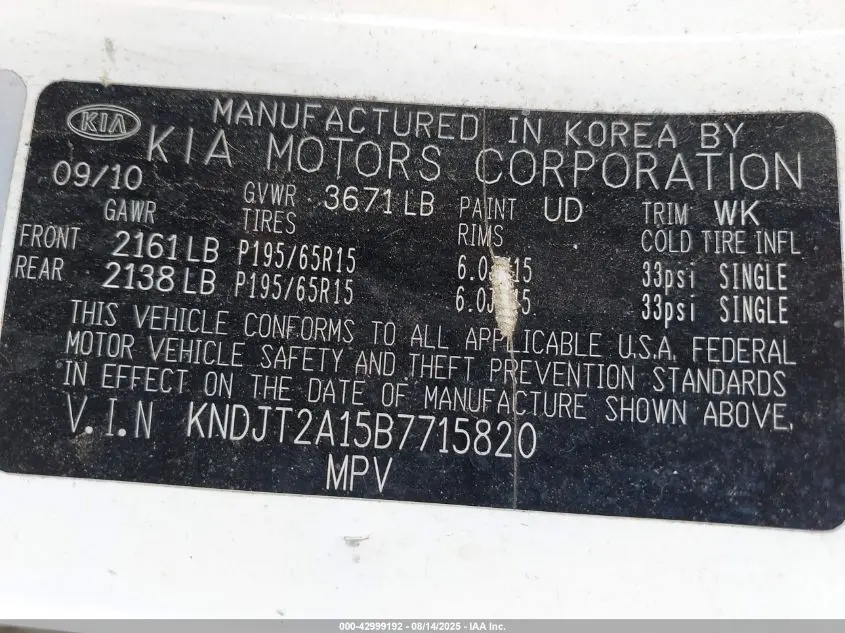 KIA
MANUFACTURED IN KOREA BY
KIA MOTORS CORPORATION
09/10 GVWR 3671 LB PAINT UD TRIM WK
GAWR TIRES RIMS COLD TIRE INFL
FRONT 2161 LB P195/65R15 33psi SINGLE
REAR 2138 LB P195/65R15 33psi SINGLE
THIS VEHICLE CONFORMS TO ALL APPLICABLE U.S.A. FEDERAL
MOTOR VEHICLE SAFETY AND THEFT PREVENTION STANDARDS
IN EFFECT ON THE DATE OF MANUFACTURE SHOWN ABOVE.
V.I.N KNDJT2A15B7715820
MPV
000-42999192 - 08/14/2025 - IAA Inc.